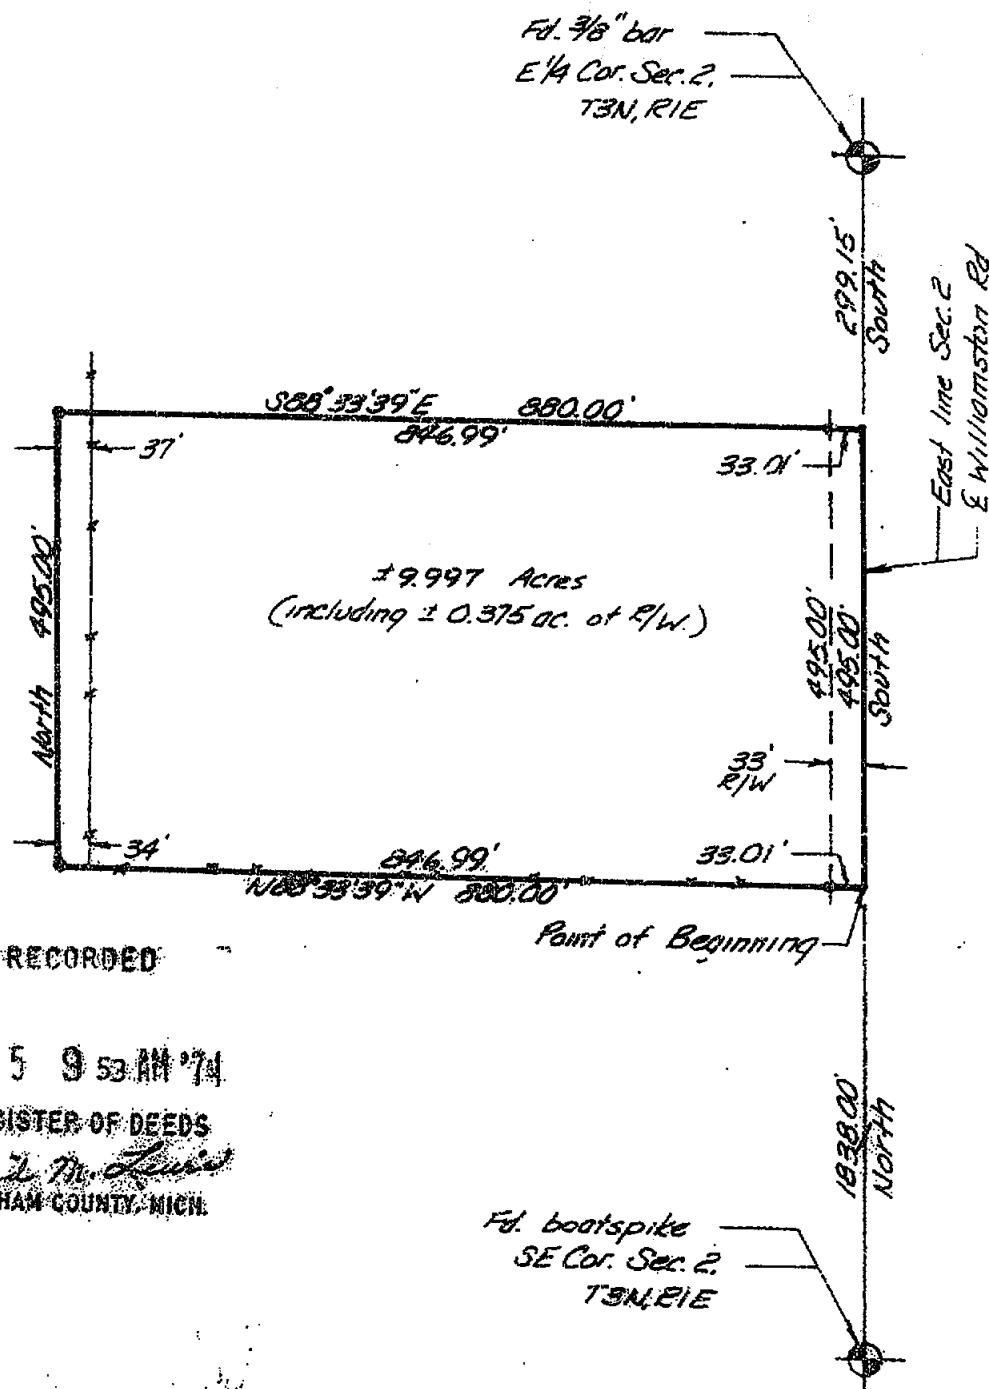 Fd. 3/8" bar
E 1/4 Cor. Sec. 2,
T3N, R1E
299.15'
South
East line Sec. 2
℄ Williamston Rd
S88°33'39"E 880.00'
846.99'
33.01'
37'
North 495.00'
±9.997 Acres
(including ± 0.375 ac. of R/W.)
495.00'
495.00'
South
33'
R/W
34'
846.99'
N88°33'39"W 880.00'
33.01'
Point of Beginning
RECORDED
5 9 53 AM '74
GISTER OF DEEDS
M. Lewis
HAM COUNTY, MICH.
1838.00'
North
Fd. boatspike
SE Cor. Sec. 2,
T3N, R1E